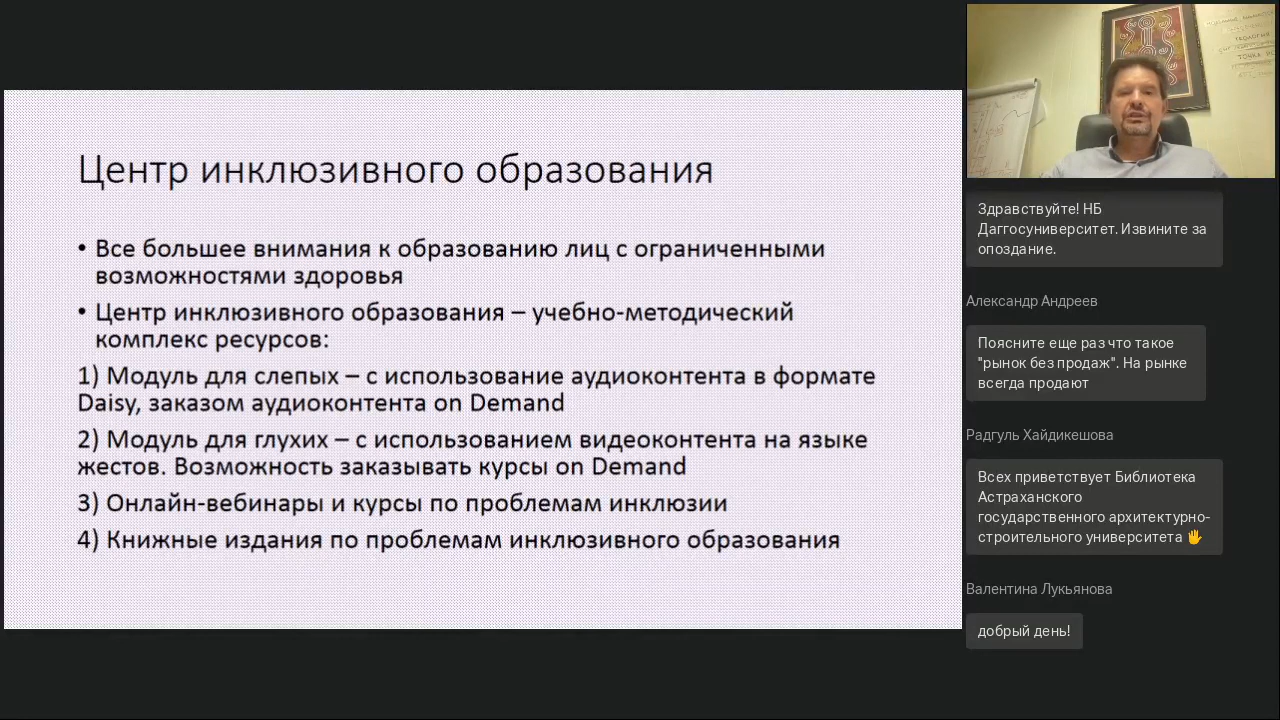 Центр инклюзивного образования
• Все большее внимания к образованию лиц с ограниченными
возможностями здоровья
• Центр инклюзивного образования – учебно-методический
комплекс ресурсов:
1) Модуль для слепых – с использование аудиоконтента в формате
Daisy, заказом аудиоконтента on Demand
2) Модуль для глухих – с использованием видеоконтента на языке
жестов. Возможность заказывать курсы on Demand
3) Онлайн-вебинары и курсы по проблемам инклюзии
4) Книжные издания по проблемам инклюзивного образования
Здравствуйте! НБ
Даггосуниверситет. Извините за
опоздание.
Александр Андреев
Поясните еще раз что такое
"рынок без продаж". На рынке
всегда продают
Радгуль Хайдикешова
Всех приветствует Библиотека
Астраханского
государственного архитектурно-
строительного университета 🖐
Валентина Лукьянова
добрый день!